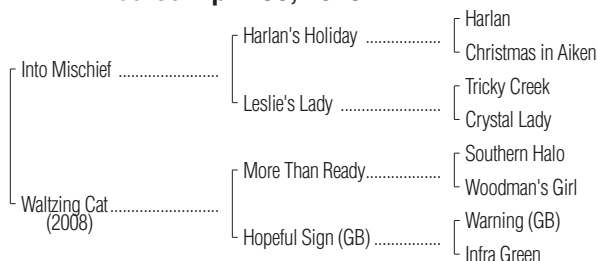 Harlan
Harlan's Holiday ..................
Christmas in Aiken
Into Mischief ........................
Tricky Creek
Leslie's Lady ........................
Crystal Lady
Southern Halo
More Than Ready..................
Woodman's Girl
Waltzing Cat..........................
(2008)
Warning (GB)
Hopeful Sign (GB) ................
Infra Green